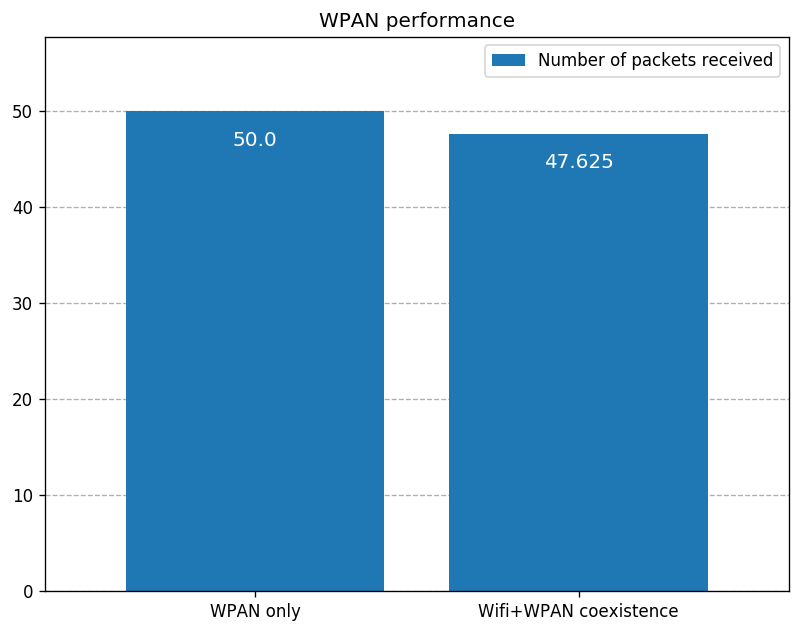 WPAN performance
Number of packets received
50
40
30
20
10
0
50.0
47.625
WPAN only
Wifi+WPAN coexistence